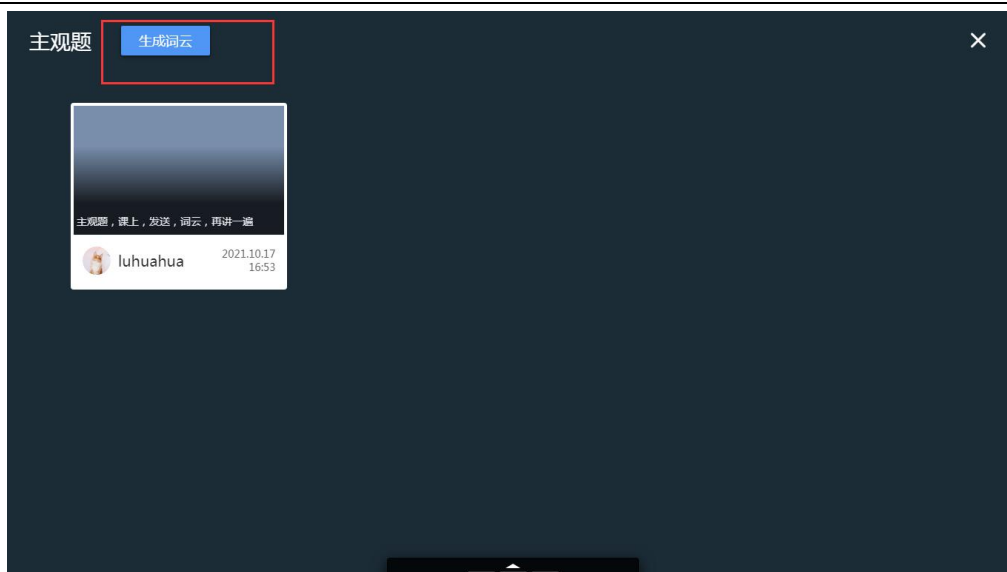 主观题
生成词云
主观题，课上，发送，词云，再讲一遍
luhuahua
2021.10.17
16:53